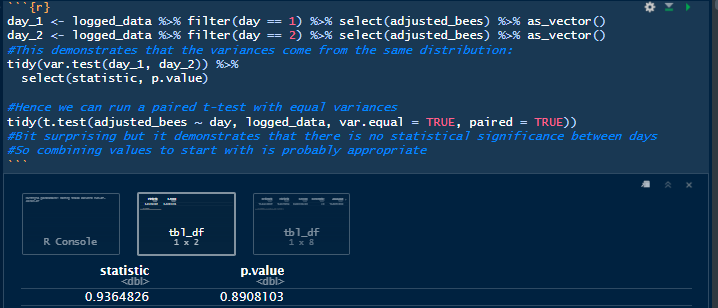 ```{r}
day_1 <- logged_data %>% filter(day == 1) %>% select(adjusted_bees) %>% as_vector()
day_2 <- logged_data %>% filter(day == 2) %>% select(adjusted_bees) %>% as_vector()
#This demonstrates that the variances come from the same distribution:
tidy(var.test(day_1, day_2)) %>%
  select(statistic, p.value)

#Hence we can run a paired t-test with equal variances
tidy(t.test(adjusted_bees ~ day, logged_data, var.equal = TRUE, paired = TRUE))
#Bit surprising but it demonstrates that there is no statistical significance between days
#So combining values to start with is probably appropriate
```
R Console
tbl_df
1 x 2
tbl_df
1 x 8
statistic p.value
<dbl> <dbl>
0.9364826 0.8908103